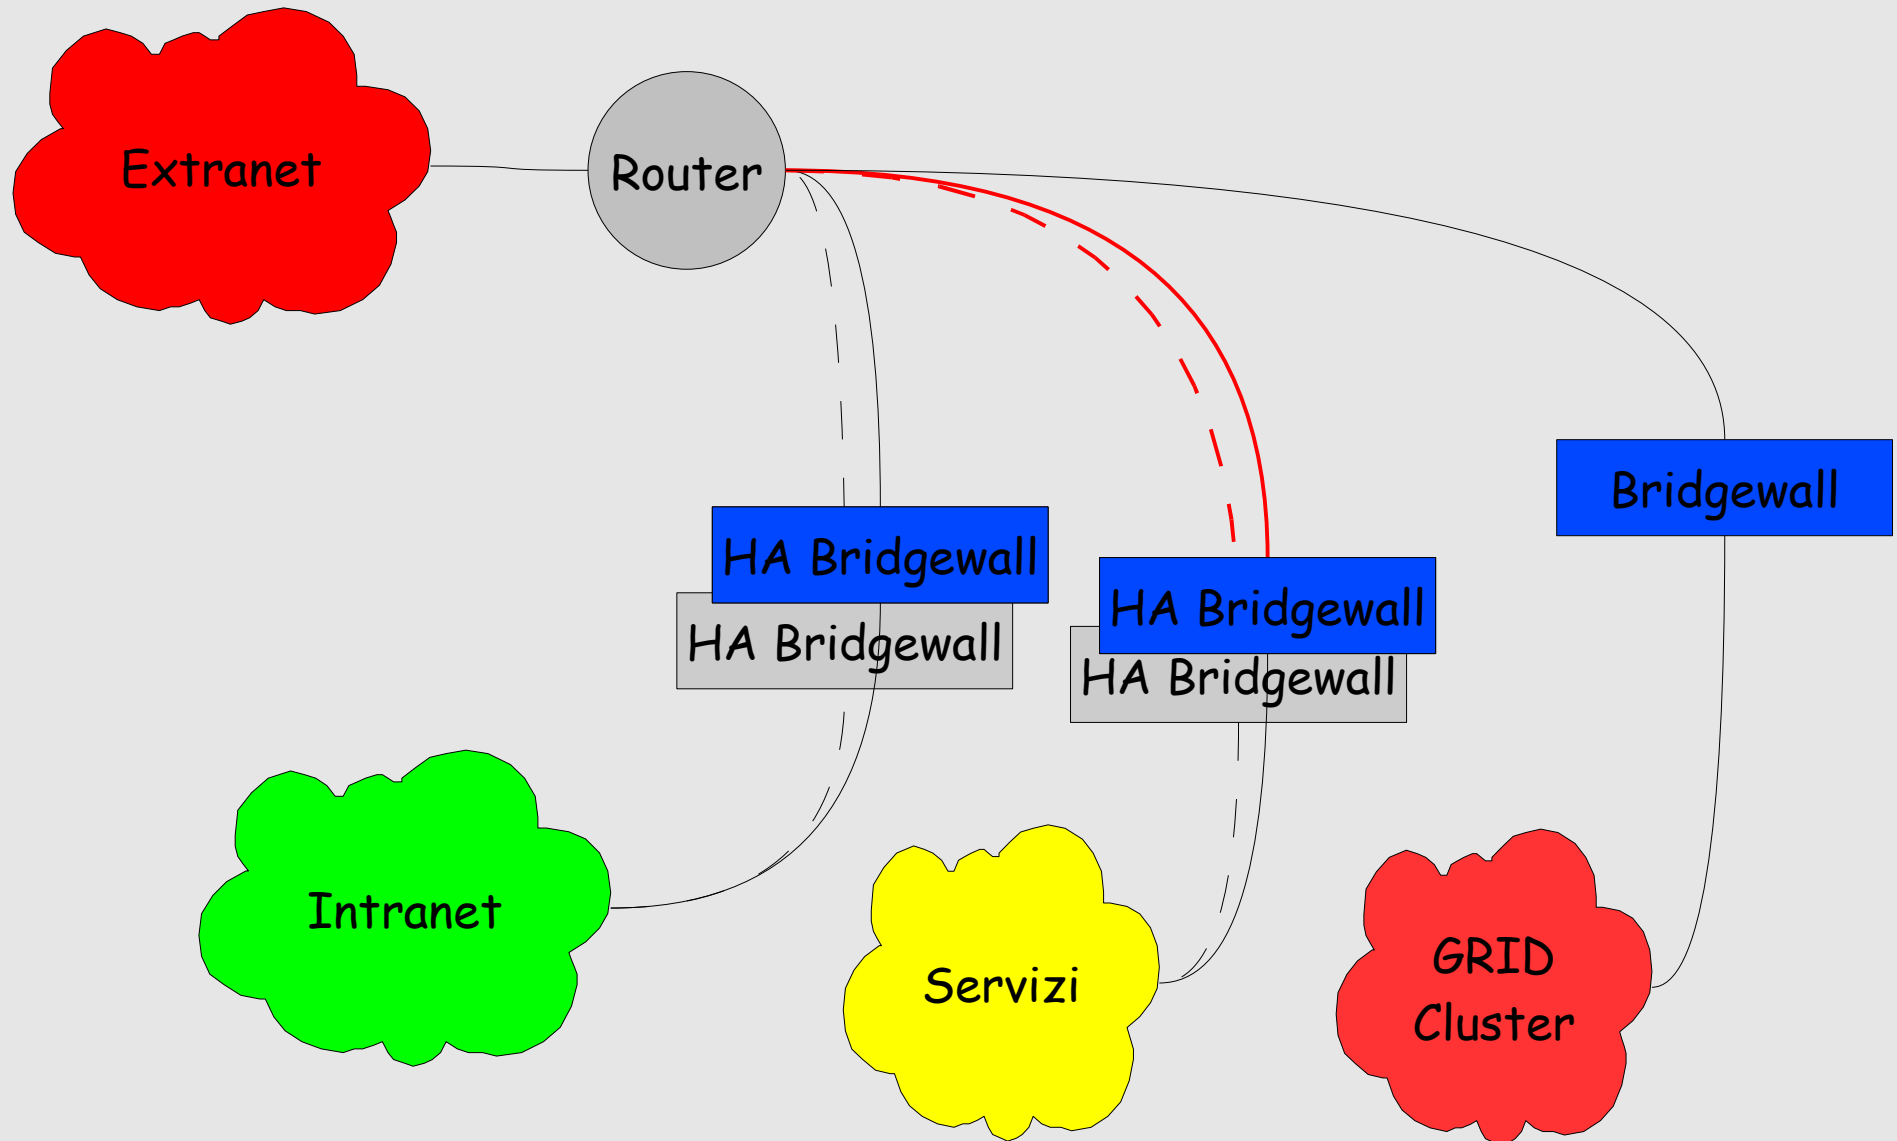 Extranet
Router
Bridgewall
HA Bridgewall
HA Bridgewall
HA Bridgewall
HA Bridgewall
Intranet
Servizi
GRID
Cluster